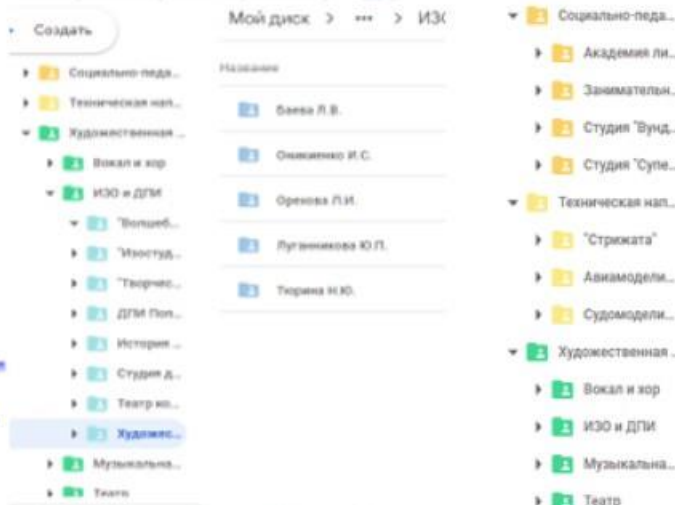 Создать
Социально-педа...
Техническая нап...
Художественная ...
Вокал и хор
ИЗО и ДПИ
"Волшеб...
"Изостуд...
"Творчес...
ДПИ Поп...
История ...
Студия д...
Театр ко...
Художес...
Музыкальна...
Театр
Мой диск > ••• > ИЗО
Название
Баева Л.В.
Оникиенко И.С.
Орехова Л.И.
Луганникова Ю.П.
Тюрина Н.Ю.
Социально-педа...
Академия ли...
Занимательн...
Студия "Вунд...
Студия "Супе...
Техническая нап...
"Стрижата"
Авиамодели...
Судомодели...
Художественная ...
Вокал и хор
ИЗО и ДПИ
Музыкальна...
Театр